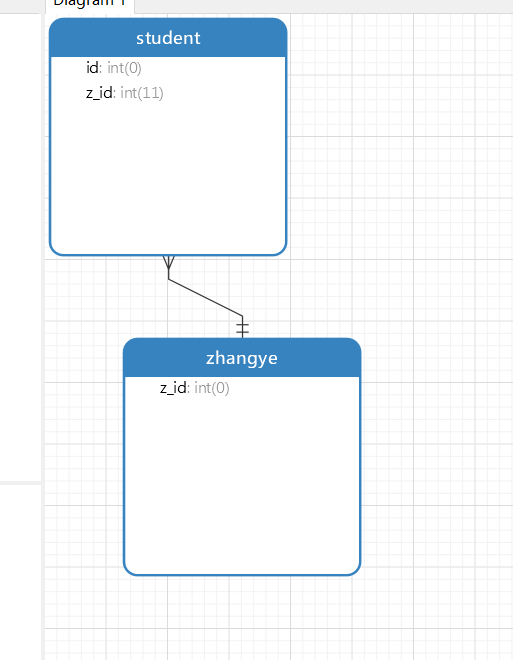 Diagram 1
student
id: int(0)
z_id: int(11)
zhangye
z_id: int(0)